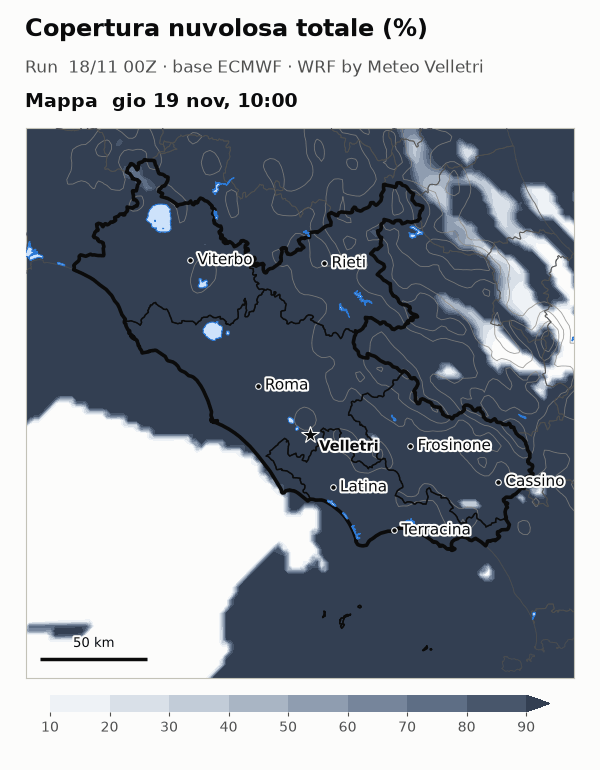 Copertura nuvolosa totale (%)
Run  18/11 00Z · base ECMWF · WRF by Meteo Velletri
Mappa  gio 19 nov, 10:00
Viterbo
Rieti
Roma
Velletri
Frosinone
Latina
Cassino
Terracina
50 km
10 20 30 40 50 60 70 80 90